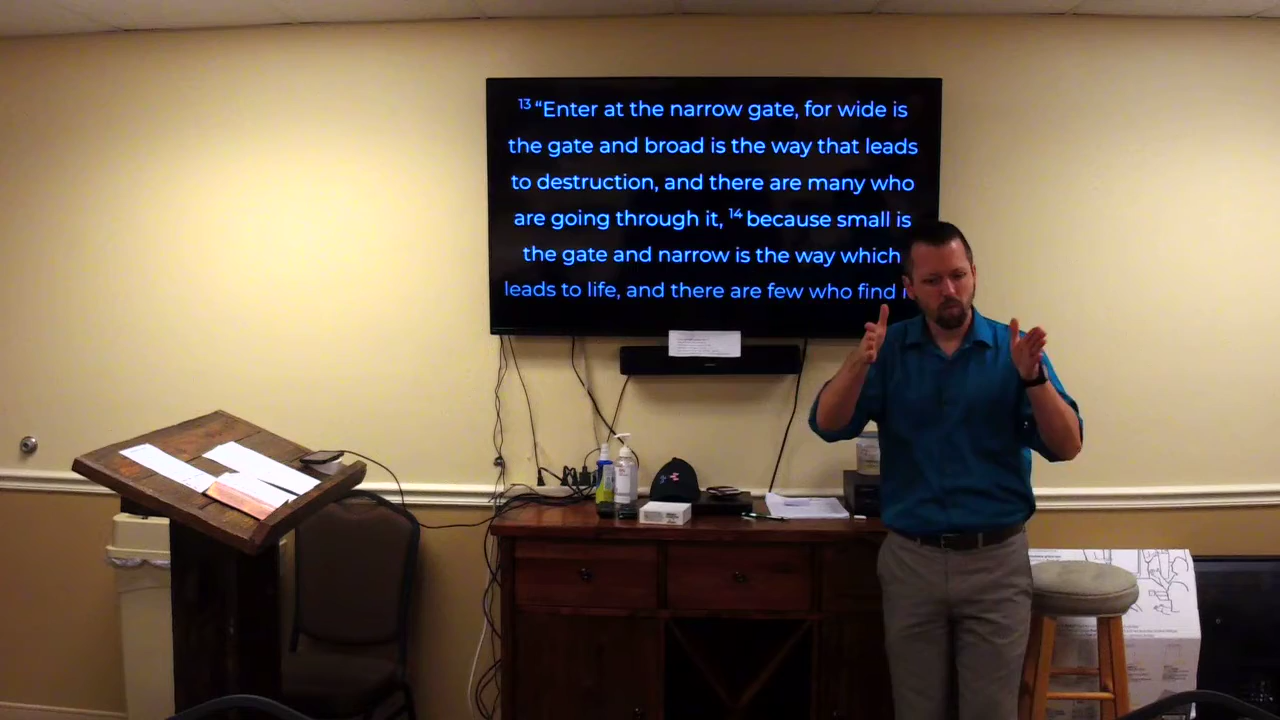 13 “Enter at the narrow gate, for wide is
the gate and broad is the way that leads
to destruction, and there are many who
are going through it, 14 because small is
the gate and narrow is the way which
leads to life, and there are few who find